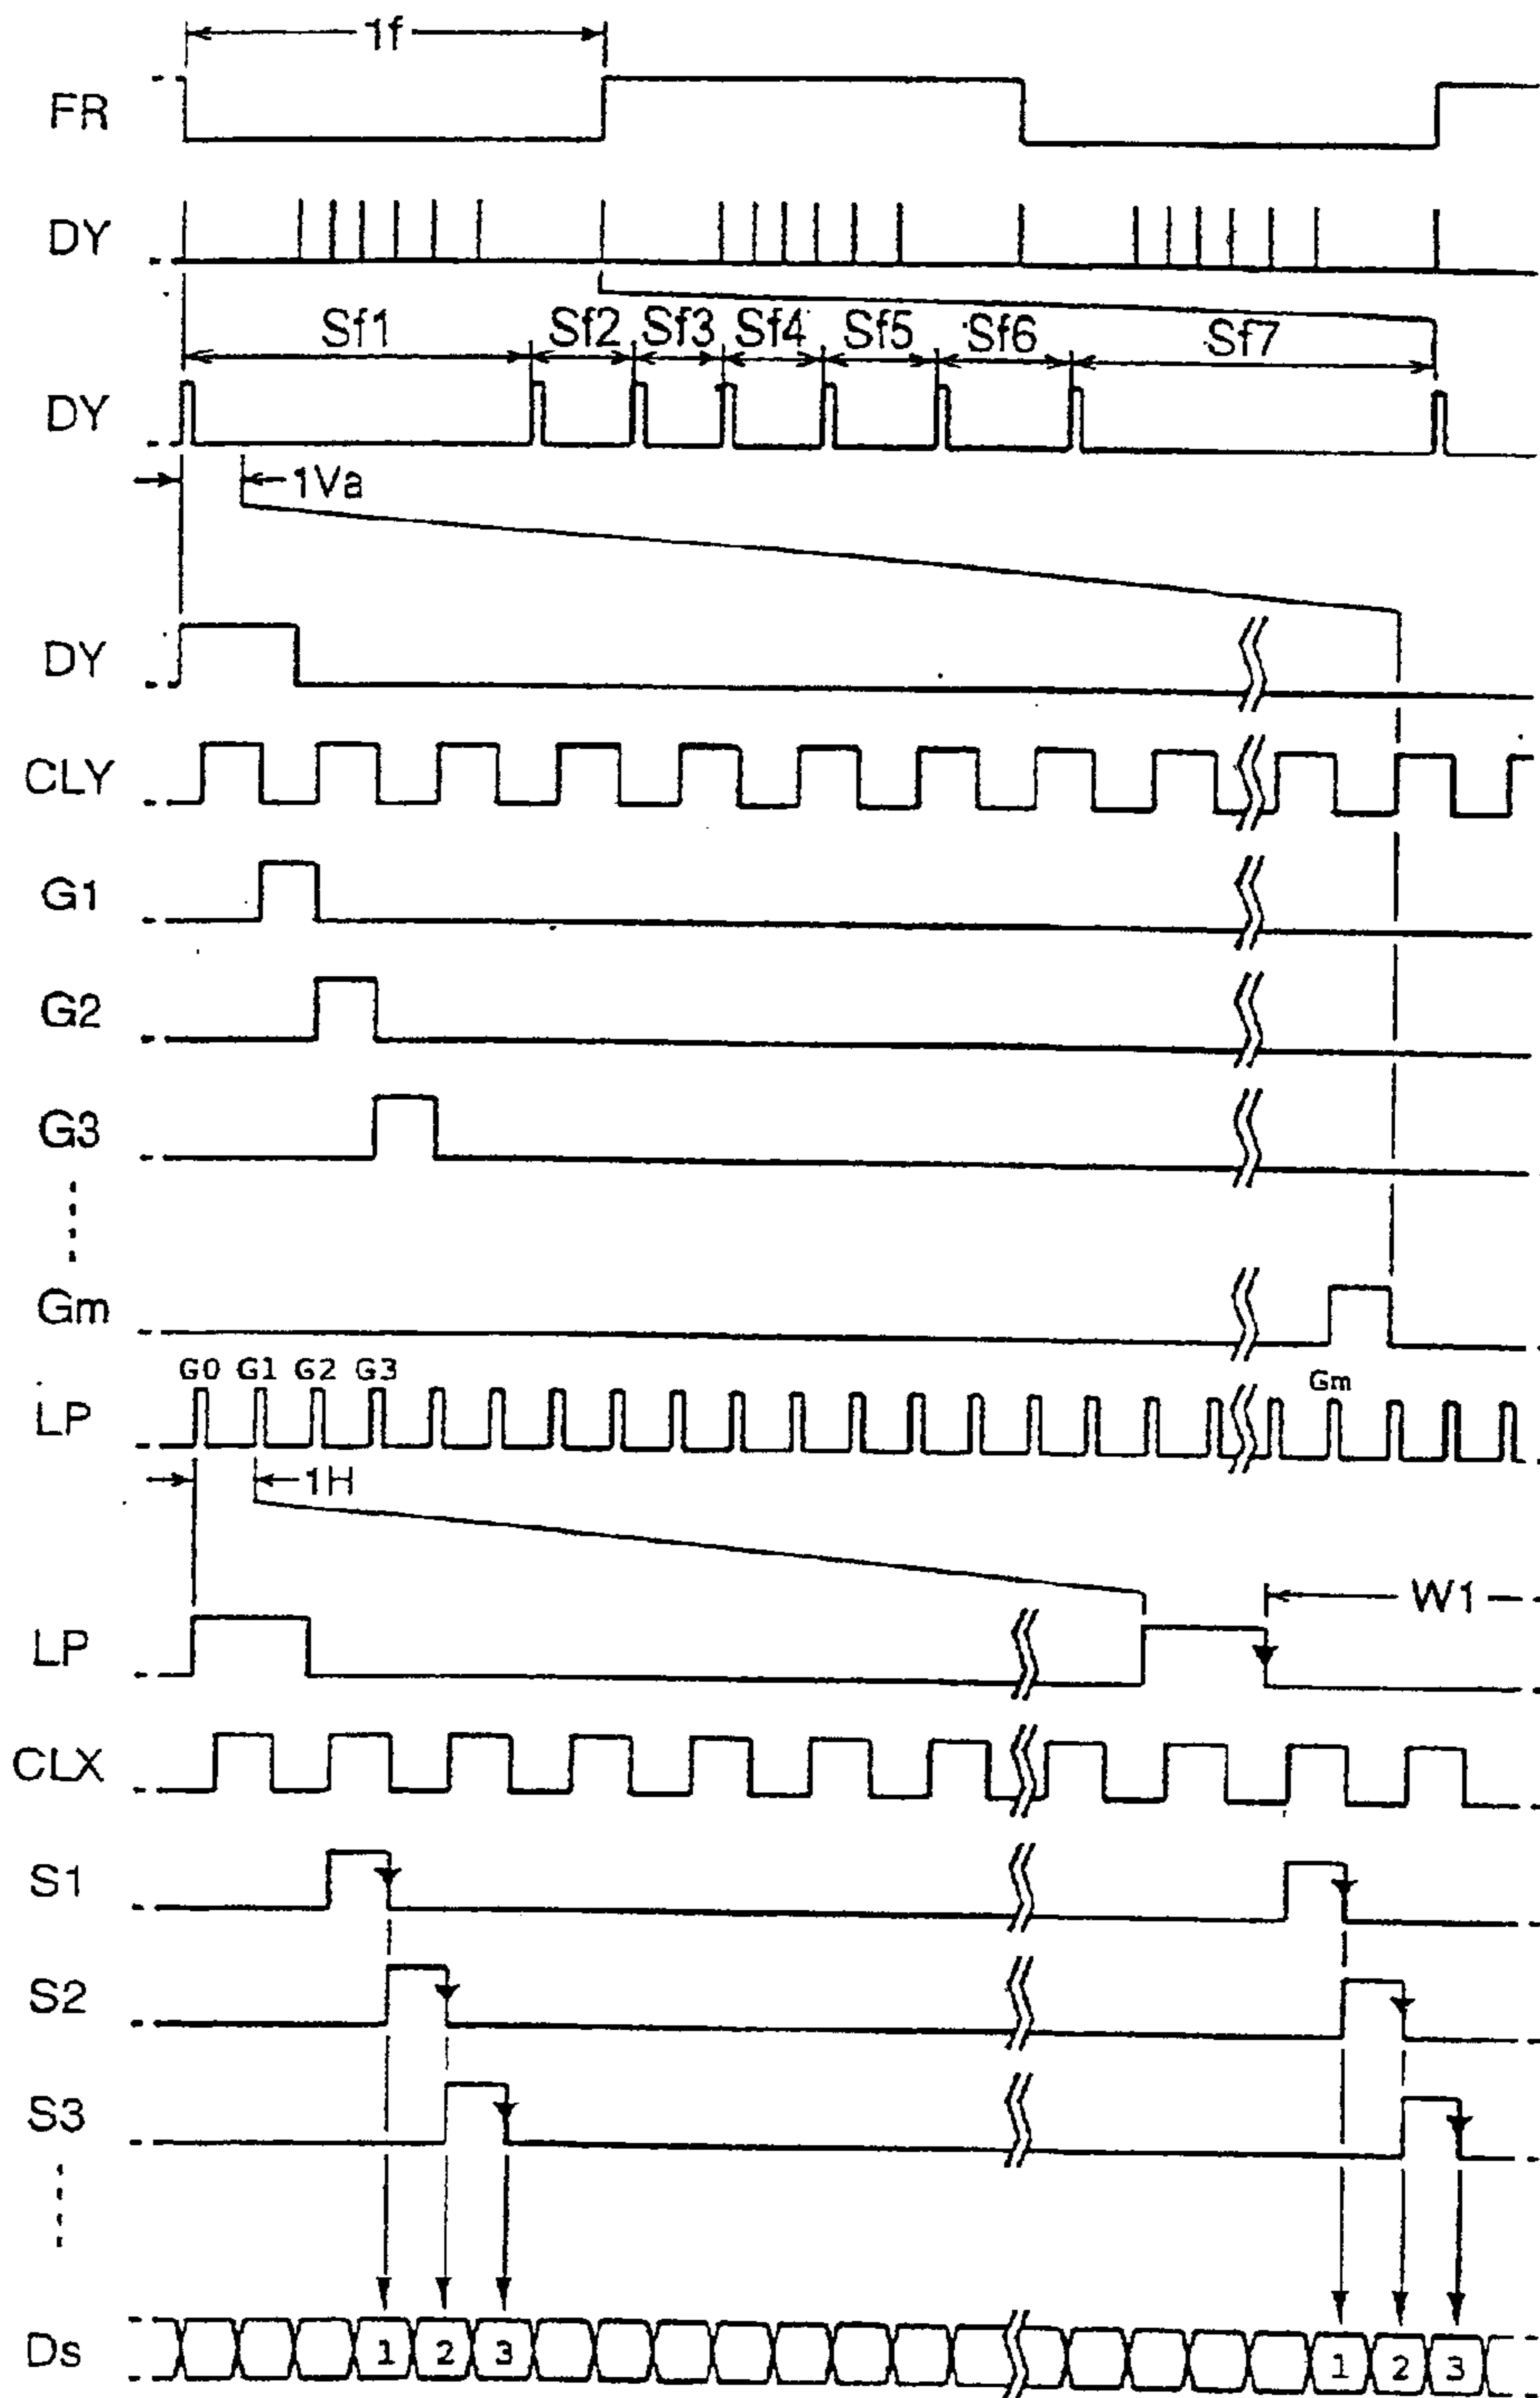 1f
FR
DY
Sf1 Sf2 Sf3 Sf4 Sf5 Sf6 Sf7
DY
1Va
DY
CLY
G1
G2
G3
Gm
G0 G1 G2 G3 Gm
LP
1H
W1
LP
CLX
S1
S2
S3
Ds 1 2 3 1 2 3